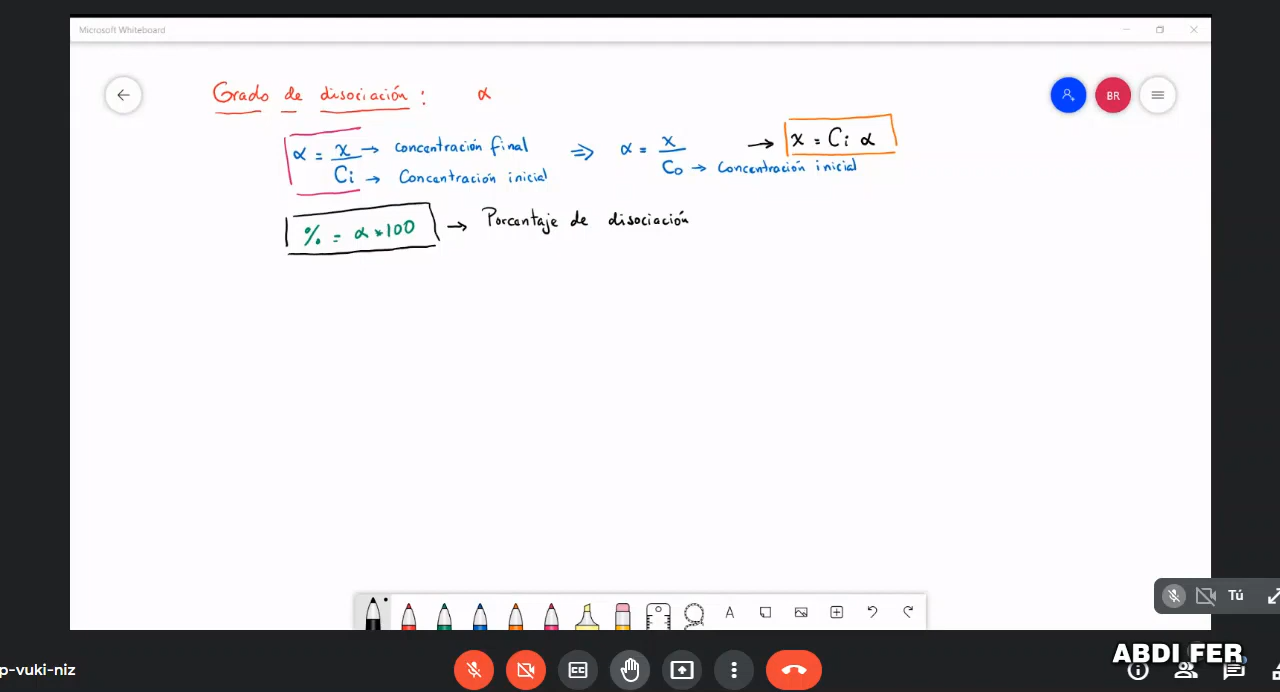 Microsoft Whiteboard
Grado de disociación : α
BR
α = x/Ci → concentración final ⇒ α = x/Co → x = Ci α
→ Concentración inicial → Concentración inicial
% = α * 100 → Porcentaje de disociación
A
Tú
ABDI FER
p-vuki-niz